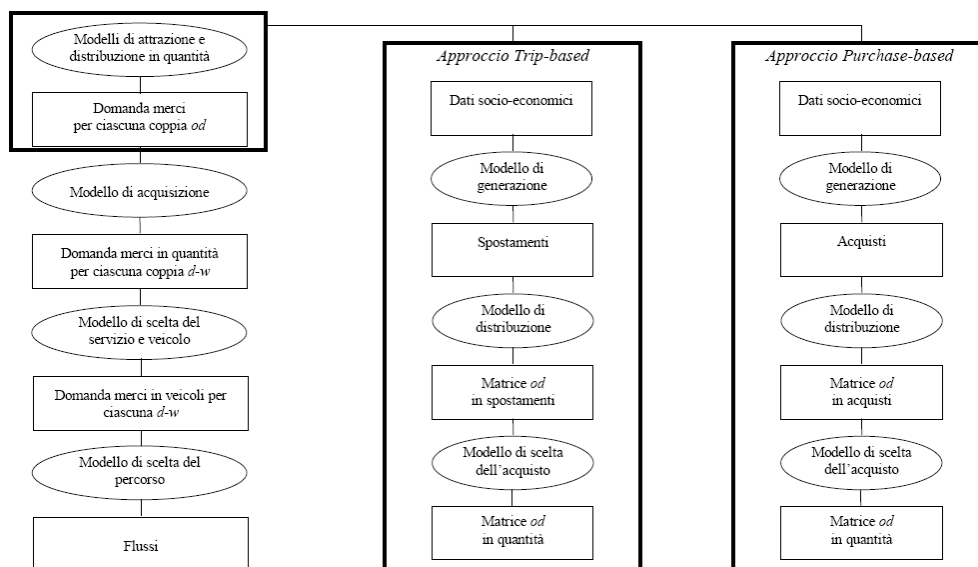 Modelli di attrazione e
distribuzione in quantità
Domanda merci
per ciascuna coppia od
Modello di acquisizione
Domanda merci in quantità
per ciascuna coppia d-w
Modello di scelta del
servizio e veicolo
Domanda merci in veicoli per
ciascuna d-w
Modello di scelta del
percorso
Flussi
Approccio Trip-based
Dati socio-economici
Modello di
generazione
Spostamenti
Modello di
distribuzione
Matrice od
in spostamenti
Modello di scelta
dell'acquisto
Matrice od
in quantità
Approccio Purchase-based
Dati socio-economici
Modello di
generazione
Acquisti
Modello di
distribuzione
Matrice od
in acquisti
Modello di scelta
dell'acquisto
Matrice od
in quantità